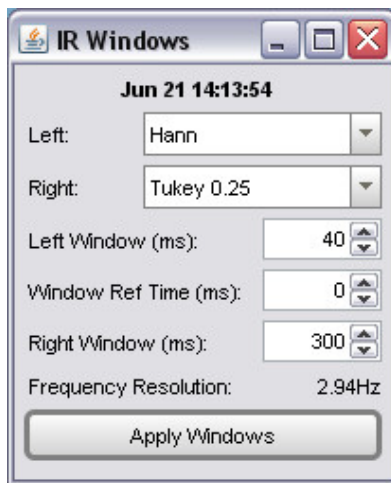 IR Windows
Jun 21 14:13:54
Left: Hann
Right: Tukey 0.25
Left Window (ms): 40
Window Ref Time (ms): 0
Right Window (ms): 300
Frequency Resolution: 2.94Hz
Apply Windows